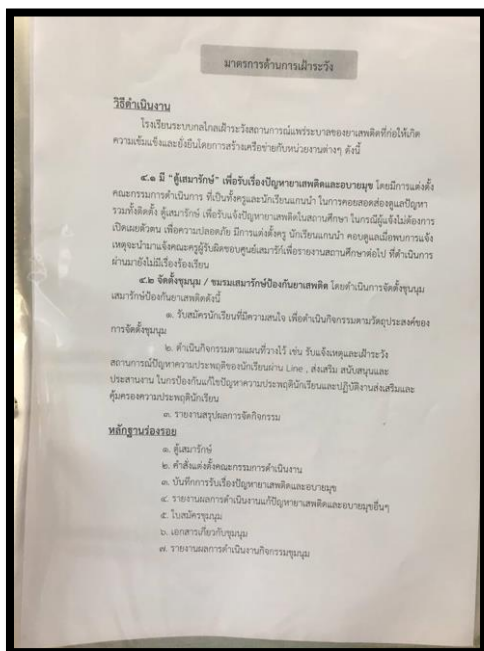 มาตรการด้านการเฝ้าระวัง
วิธีดำเนินงาน
โรงเรียนระบบกลไกลเฝ้าระวังสถานการณ์แพร่ระบาลของยาเสพติดที่ก่อให้เกิด
ความเข้มแข็งและยั่งยืนโดยการสร้างเครือข่ายกับหน่วยงานต่างๆ ดังนี้
๔.๑ มี "ตู้เสมารักษ์" เพื่อรับเรื่องปัญหายาเสพติดและอบายมุข โดยมีการแต่งตั้ง
คณะกรรมการดำเนินการ ที่เป็นทั้งครูและนักเรียนแกนนำ ในการคอยสอดส่องดูแลปัญหา
รวมทั้งติดตั้ง ตู้เสมารักษ์ เพื่อรับแจ้งปัญหายาเสพติดในสถานศึกษา ในกรณีผู้แจ้งไม่ต้องการ
เปิดเผยตัวตน เพื่อความปลอดภัย มีการแต่งตั้งครู นักเรียนแกนนำ คอบดูแลเมื่อพบการแจ้ง
เหตุจะนำมาแจ้งคณะครูผู้รับผิดชอบศูนย์เสมารักษ์เพื่อรายงานสถานศึกษาต่อไป ที่ดำเนินการ
ผ่านมายังไม่มีเรื่องร้องเรียน
๔.๒ จัดตั้งชุมนุม / ชมรมเสมารักษ์ป้องกันยาเสพติด โดยดำเนินการจัดตั้งชุมนุม
เสมารักษ์ป้องกันยาเสพติดดังนี้
๑. รับสมัครนักเรียนที่มีความสนใจ เพื่อดำเนินกิจกรรมตามวัตถุประสงค์ของ
การจัดตั้งชุมนุม
๒. ดำเนินกิจกรรมตามแผนที่วางไว้ เช่น รับแจ้งเหตุและเฝ้าระวัง
สถานการณ์ปัญหาความประพฤติของนักเรียนผ่าน Line , ส่งเสริม สนับสนุนและ
ประสานงาน ในกรป้องกันแก้ไขปัญหาความประพฤตินักเรียนและปฏิบัติงานส่งเสริมและ
คุ้มครองความประพฤตินักเรียน
๓. รายงานสรุปผลการจัดกิจกรรม
หลักฐานร่องรอย
๑. ตู้เสมารักษ์
๒. คำสั่งแต่งตั้งคณะกรรมการดำเนินงาน
๓. บันทึกการรับเรื่องปัญหายาเสพติดและอบายมุข
๔. รายงานผลการดำเนินงานแก้ปัญหายาเสพติดและอบายมุขอื่นๆ
๕. ใบสมัครชุมนุม
๖. เอกสารเกี่ยวกับชุมนุม
๗. รายงานผลการดำเนินงานกิจกรรมชุมนุม